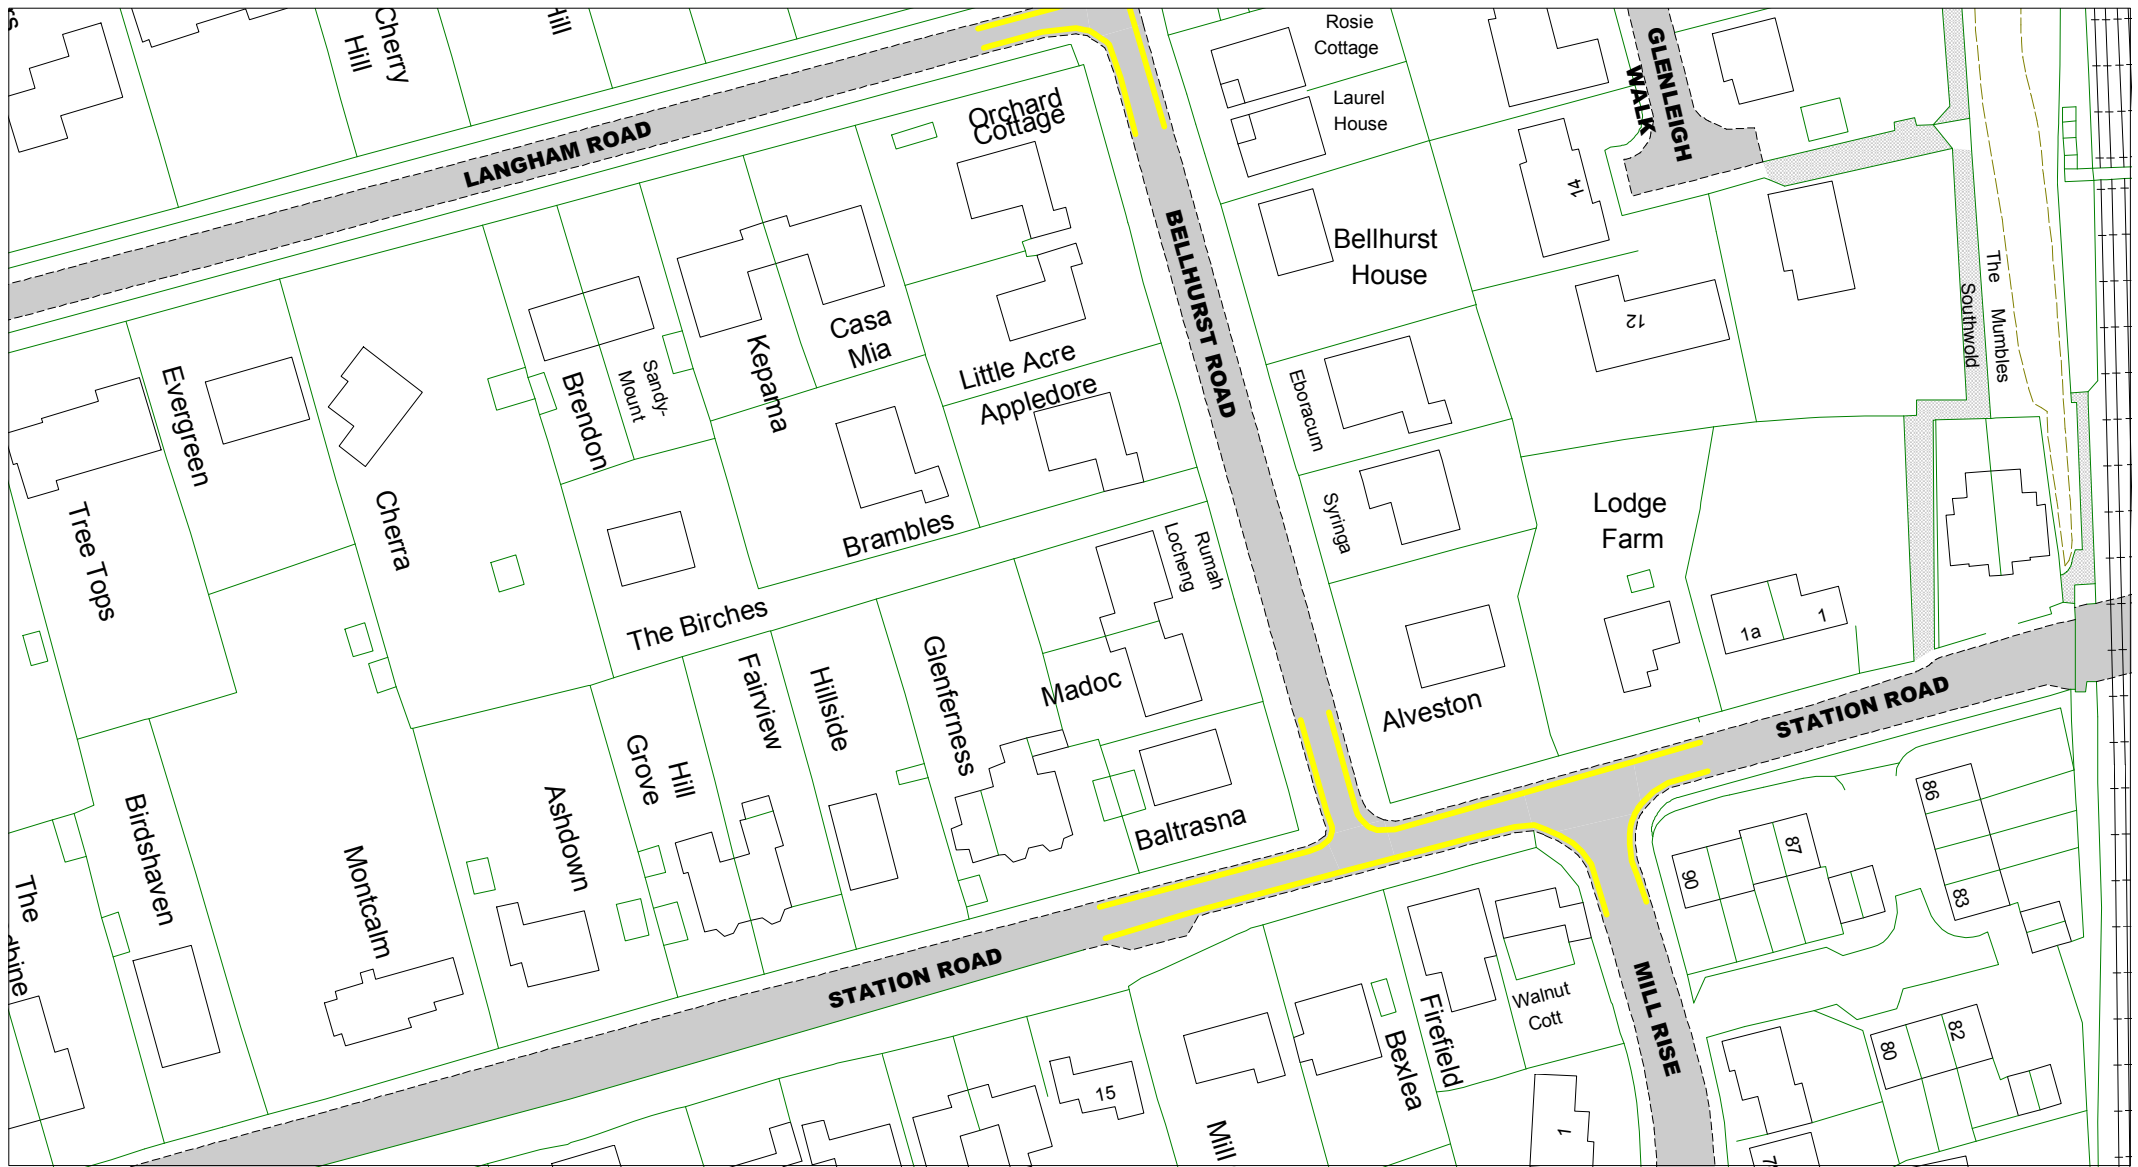 Cherry
Hill
Hill
Rosie
Cottage
Laurel
House
GLENLEIGH
WALK
Orchard
Cottage
LANGHAM ROAD
BELLHURST ROAD
14
Bellhurst
House
12
The Mumbles
Southwold
Casa
Mia
Kepama
Little Acre
Appledore
Sandy-
Mount
Brendon
Evergreen
Cherra
Tree Tops
Eboracum
Syringa
Lodge
Farm
Brambles
Rumah
Locheng
The Birches
1a
1
Fairview
Hillside
Glenferness
Madoc
Alveston
STATION ROAD
Hill
Grove
Ashdown
Birdshaven
Montcalm
Baltrasna
86
87
90
83
The
dbine
STATION ROAD
MILL RISE
Walnut
Cott
Firefield
Bexlea
82
80
15
Mill
1